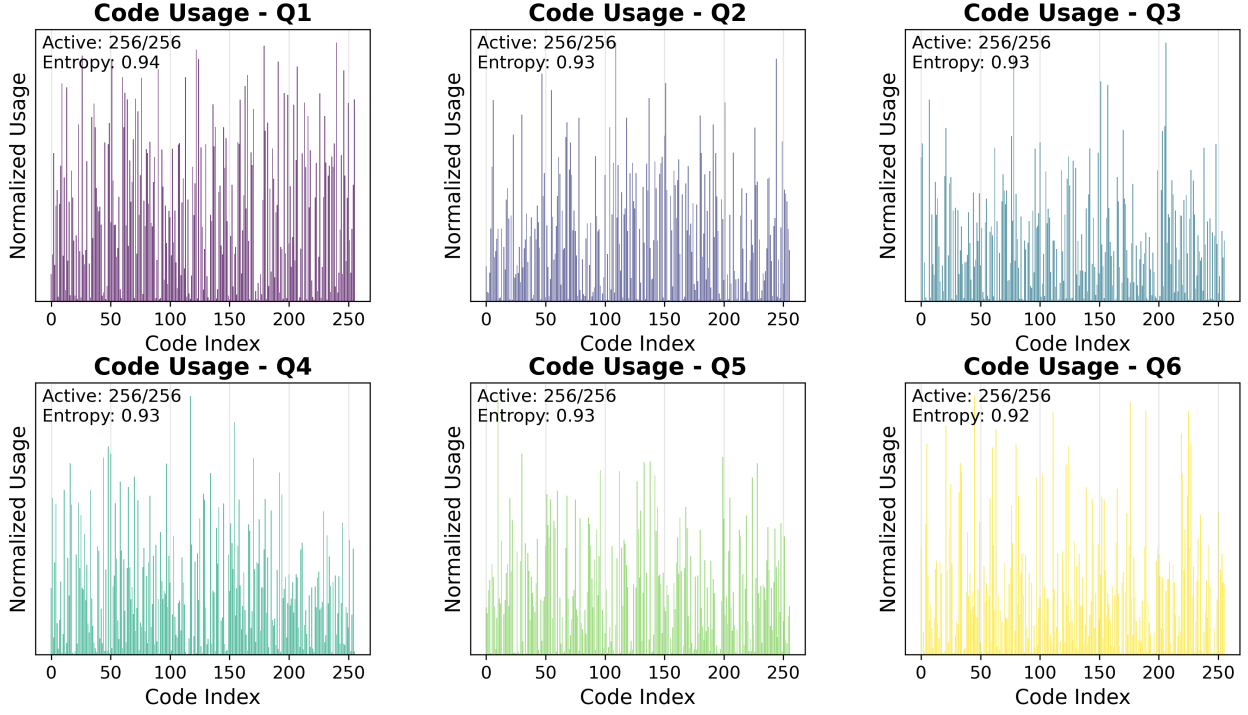 Code Usage - Q1
Active: 256/256
Entropy: 0.94
Normalized Usage
0 50 100 150 200 250
Code Index
Code Usage - Q2
Active: 256/256
Entropy: 0.93
Normalized Usage
0 50 100 150 200 250
Code Index
Code Usage - Q3
Active: 256/256
Entropy: 0.93
Normalized Usage
0 50 100 150 200 250
Code Index
Code Usage - Q4
Active: 256/256
Entropy: 0.93
Normalized Usage
0 50 100 150 200 250
Code Index
Code Usage - Q5
Active: 256/256
Entropy: 0.93
Normalized Usage
0 50 100 150 200 250
Code Index
Code Usage - Q6
Active: 256/256
Entropy: 0.92
Normalized Usage
0 50 100 150 200 250
Code Index